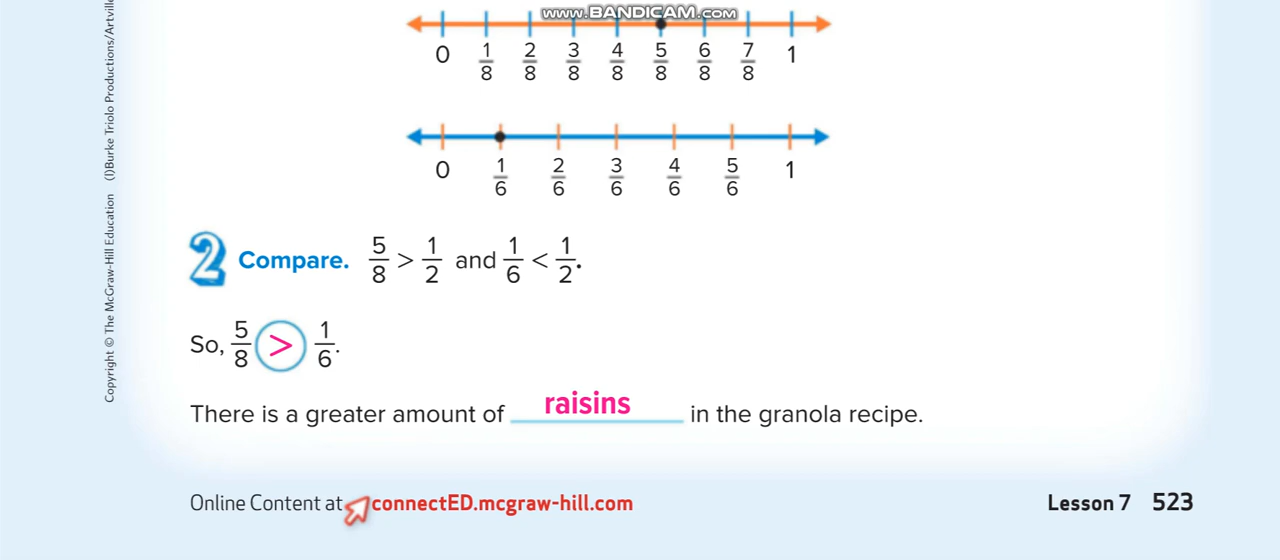 www.BANDICAM.com
0 1/8 2/8 3/8 4/8 5/8 6/8 7/8 1
0 1/6 2/6 3/6 4/6 5/6 1
2 Compare. 5/8 > 1/2 and 1/6 < 1/2.
So, 5/8 > 1/6.
There is a greater amount of raisins in the granola recipe.
Online Content at connectED.mcgraw-hill.com
Lesson 7 523
Copyright © The McGraw-Hill Education (l)Burke Triolo Productions/Artville